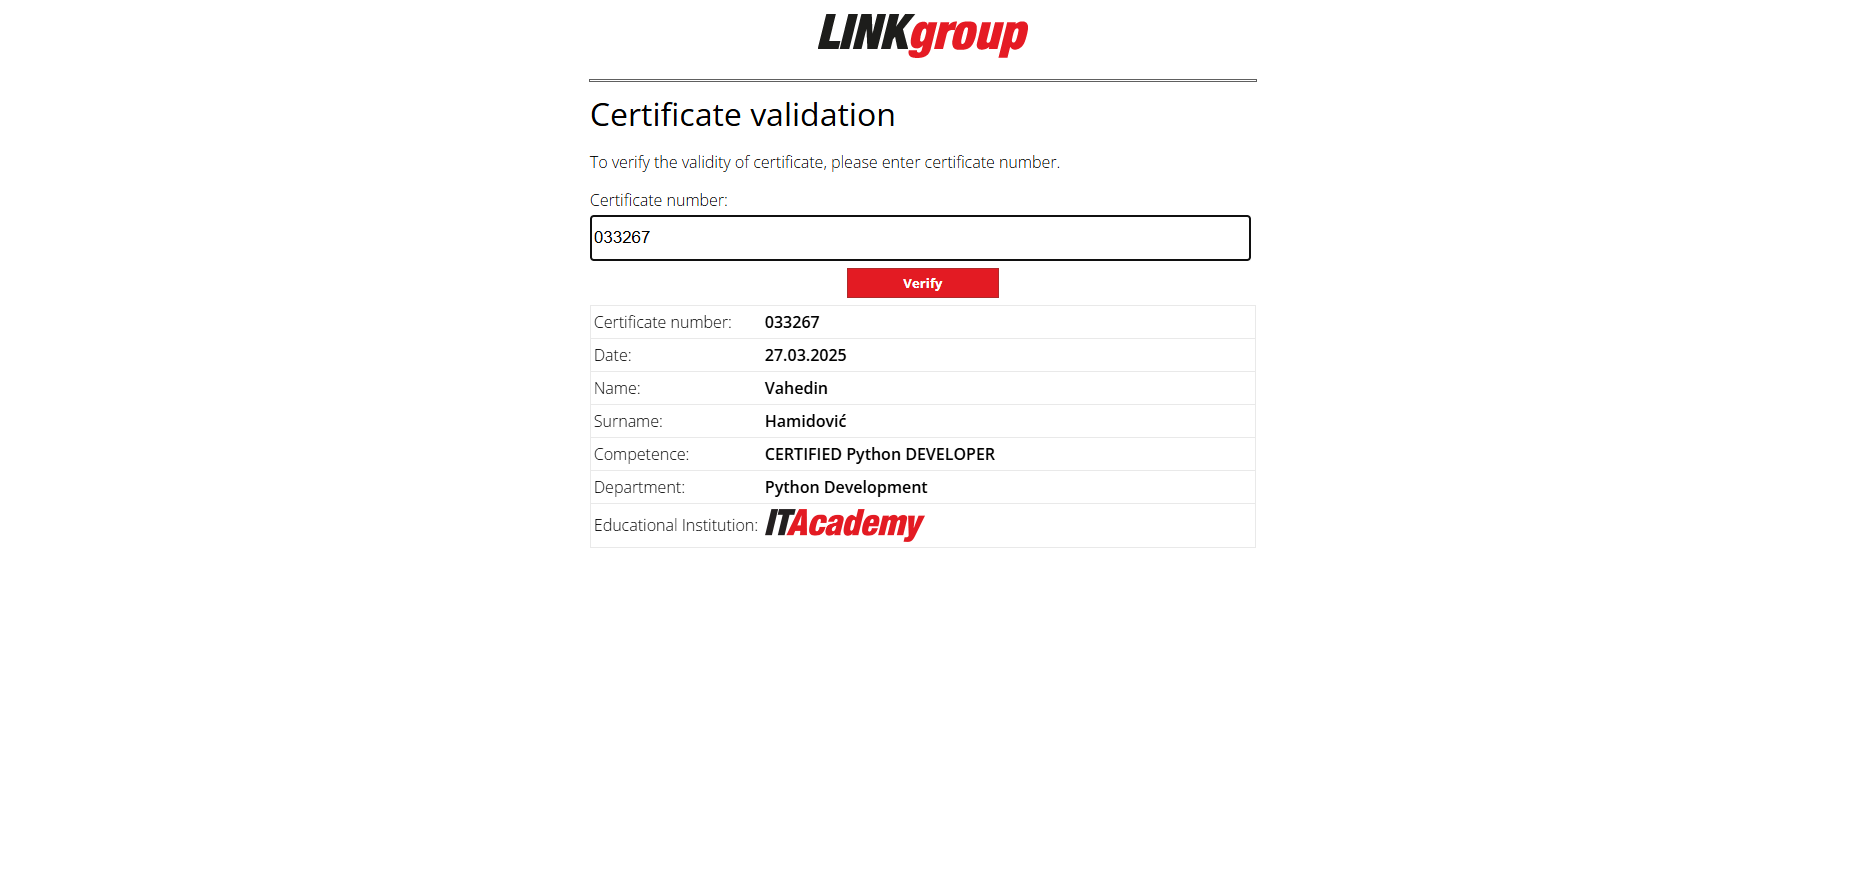 LINKgroup
Certificate validation
To verify the validity of certificate, please enter certificate number.
Certificate number:
033267
Verify
Certificate number: 033267
Date: 27.03.2025
Name: Vahedin
Surname: Hamidović
Competence: CERTIFIED Python DEVELOPER
Department: Python Development
Educational Institution: ITAcademy